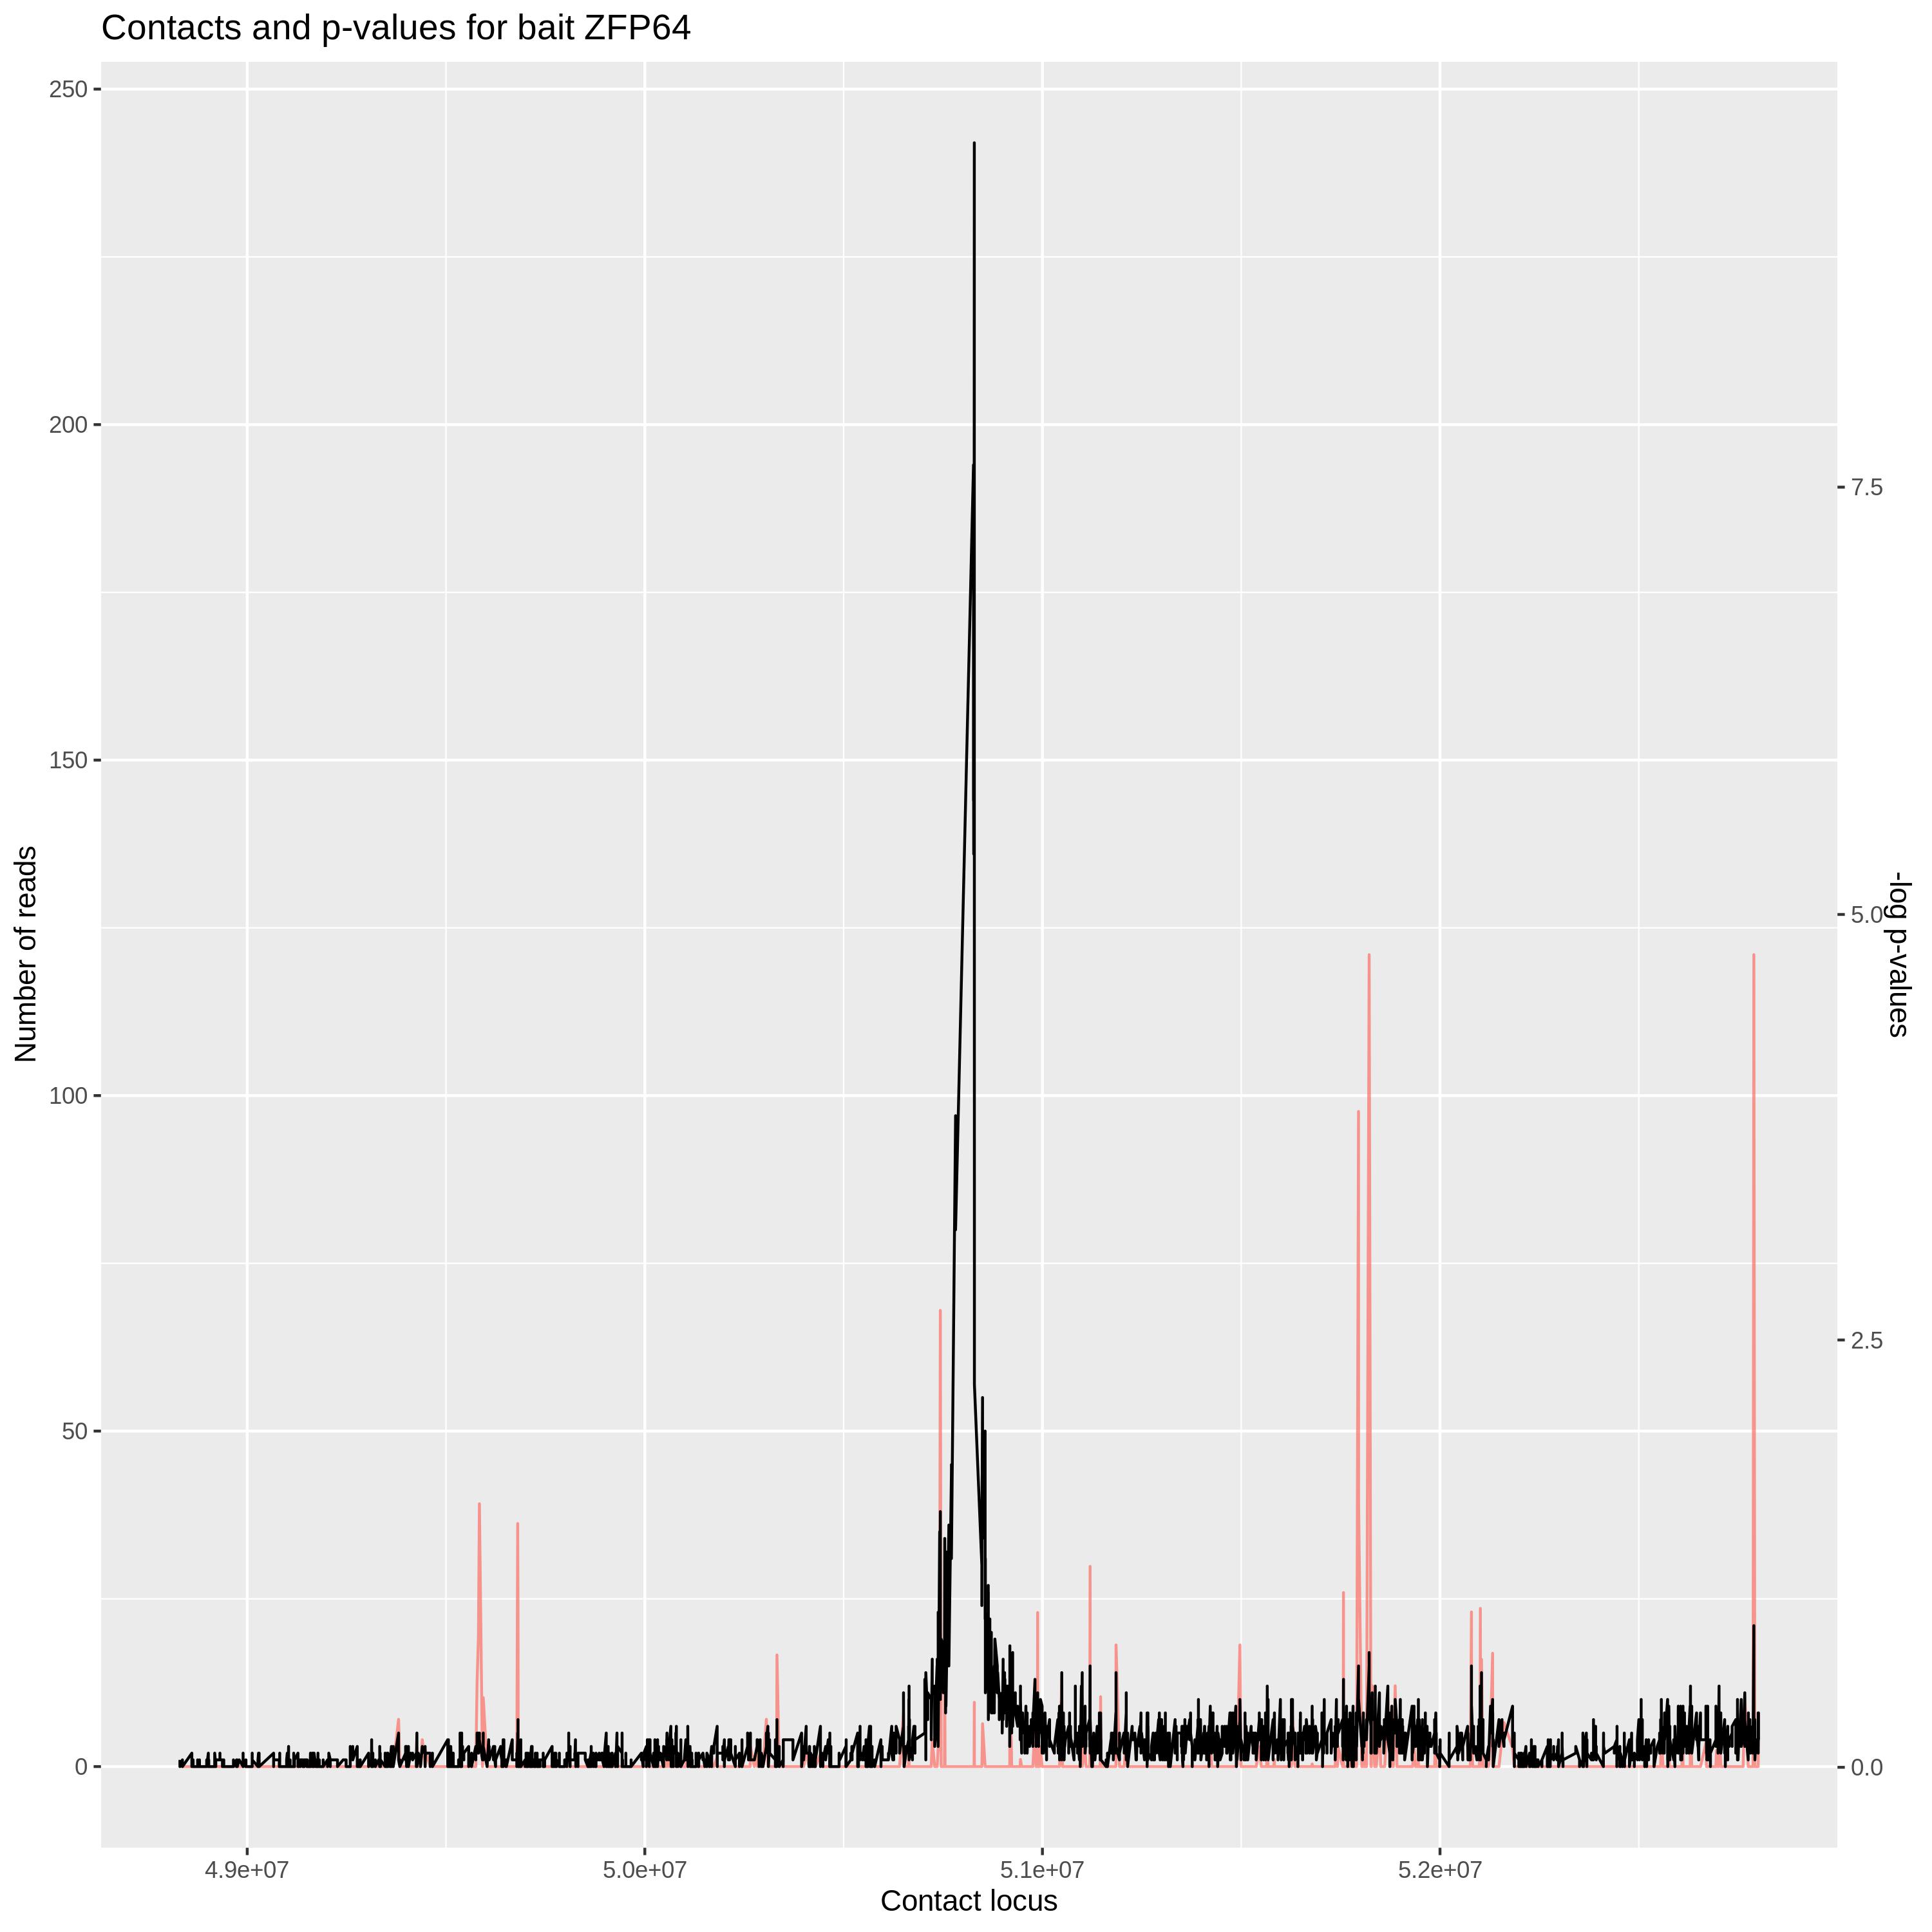 Contacts and p-values for bait ZFP64
250
200
150
100
50
0
Number of reads
7.5
5.0
2.5
0.0
-log p-values
4.9e+07
5.0e+07
5.1e+07
5.2e+07
Contact locus